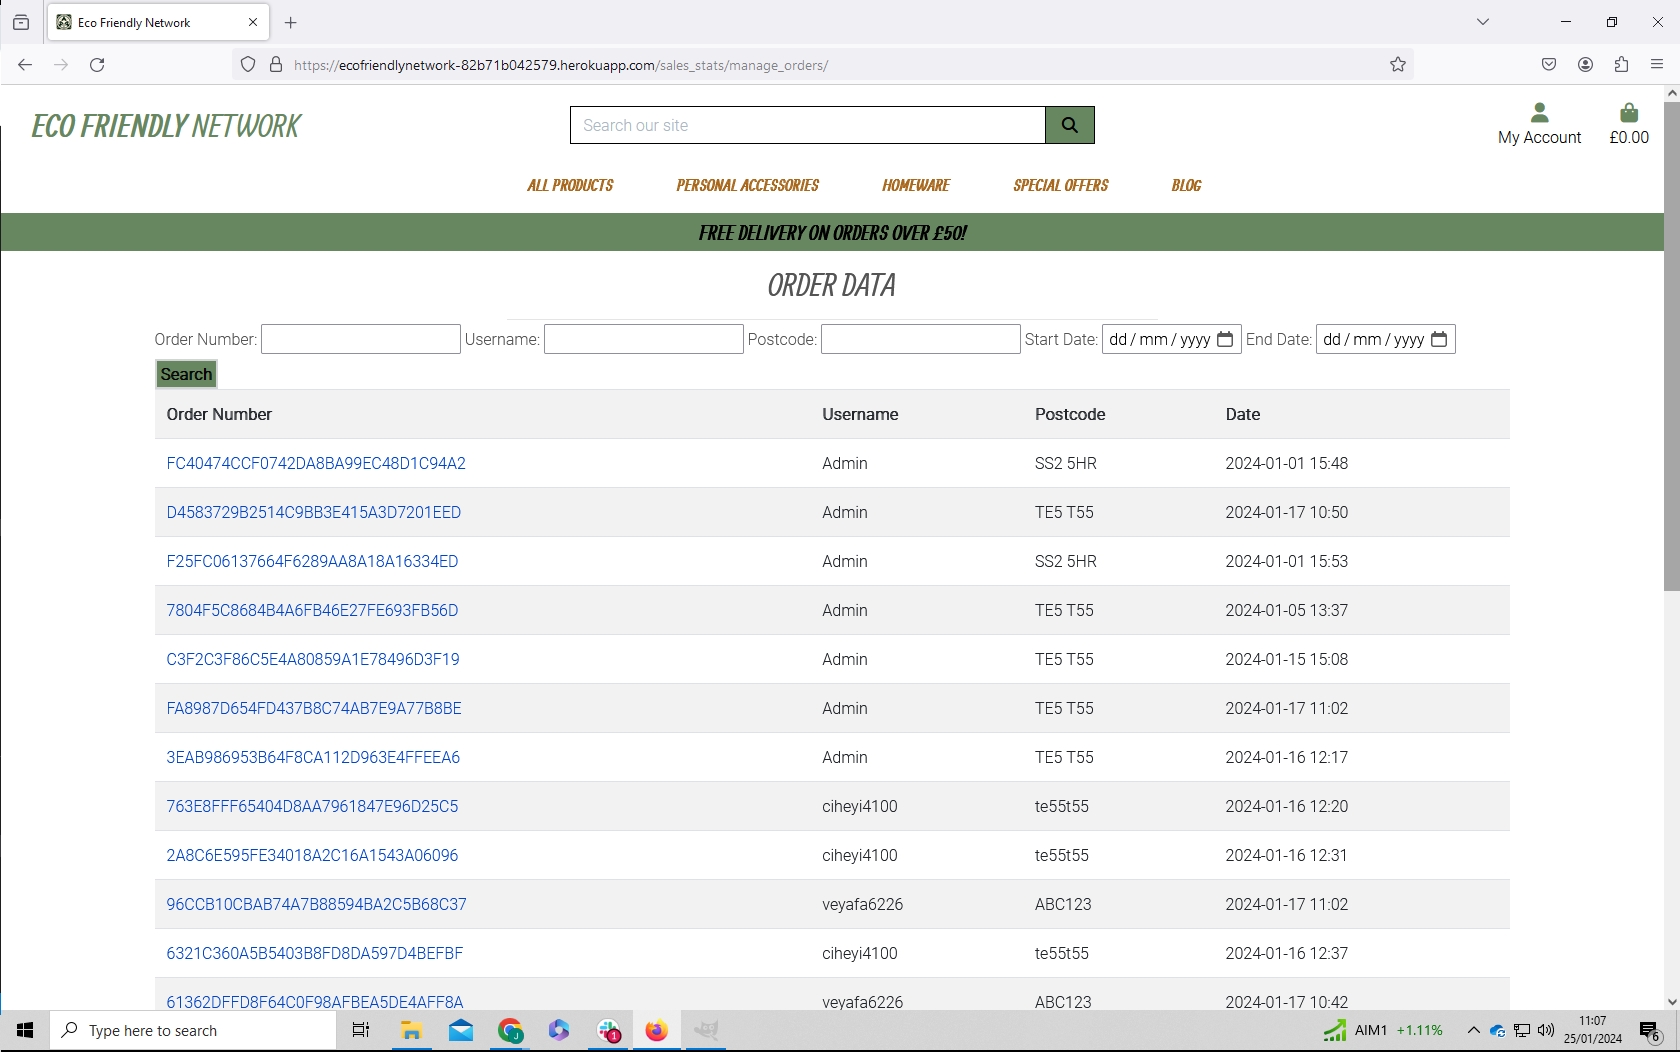 Eco Friendly Network
https://ecofriendlynetwork-82b71b042579.herokuapp.com/sales_stats/manage_orders/
ECO FRIENDLY NETWORK
Search our site
My Account
£0.00
ALL PRODUCTS PERSONAL ACCESSORIES HOMEWARE SPECIAL OFFERS BLOG
FREE DELIVERY ON ORDERS OVER £50!
ORDER DATA
Order Number: Username: Postcode: Start Date: dd/mm/yyyy End Date: dd/mm/yyyy
Search
Order Number Username Postcode Date
FC40474CCF0742DA8BA99EC48D1C94A2 Admin SS2 5HR 2024-01-01 15:48
D4583729B2514C9BB3E415A3D7201EED Admin TE5 T55 2024-01-17 10:50
F25FC06137664F6289AA8A18A16334ED Admin SS2 5HR 2024-01-01 15:53
7804F5C8684B4A6FB46E27FE693FB56D Admin TE5 T55 2024-01-05 13:37
C3F2C3F86C5E4A80859A1E78496D3F19 Admin TE5 T55 2024-01-15 15:08
FA8987D654FD437B8C74AB7E9A77B8BE Admin TE5 T55 2024-01-17 11:02
3EAB986953B64F8CA112D963E4FFEEA6 Admin TE5 T55 2024-01-16 12:17
763E8FFF65404D8AA7961847E96D25C5 ciheyi4100 te55t55 2024-01-16 12:20
2A8C6E595FE34018A2C16A1543A06096 ciheyi4100 te55t55 2024-01-16 12:31
96CCB10CBAB74A7B88594BA2C5B68C37 veyafa6226 ABC123 2024-01-17 11:02
6321C360A5B5403B8FD8DA597D4BEFBF ciheyi4100 te55t55 2024-01-16 12:37
61362DFFD8F64C0F98AFBEA5DE4AFF8A veyafa6226 ABC123 2024-01-17 10:42
Type here to search
J
1
AIM1 +1.11%
11:07
25/01/2024
6